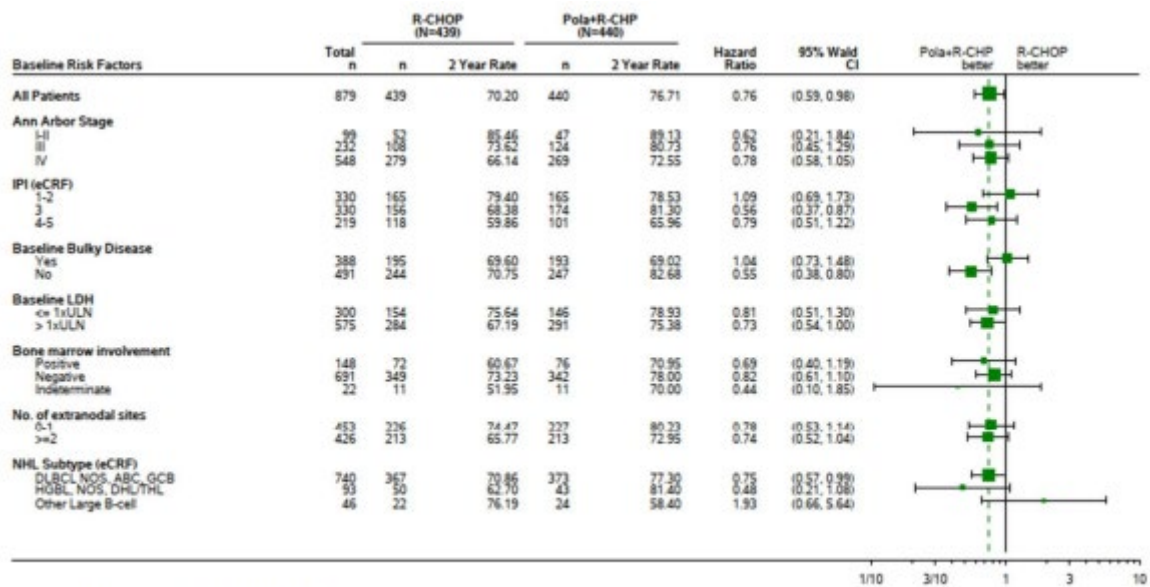 R-CHOP (N=439) Pola+R-CHP (N=440)
Baseline Risk Factors Total n n 2 Year Rate n 2 Year Rate Hazard Ratio 95% Wald CI Pola+R-CHP better R-CHOP better
All Patients 879 439 70.20 440 76.71 0.76 (0.59, 0.98)
Ann Arbor Stage
I-II 99 52 85.46 47 89.13 0.62 (0.21, 1.84)
III 232 108 73.62 124 80.73 0.76 (0.45, 1.29)
IV 548 279 66.14 269 72.55 0.78 (0.58, 1.05)
IPI (eCRF)
1-2 330 165 79.40 165 78.53 1.09 (0.69, 1.73)
3 330 156 68.38 174 81.30 0.56 (0.37, 0.87)
4-5 219 118 59.86 101 65.96 0.79 (0.51, 1.22)
Baseline Bulky Disease
Yes 388 195 69.60 193 69.02 1.04 (0.73, 1.48)
No 491 244 70.75 247 82.68 0.55 (0.38, 0.80)
Baseline LDH
<= 1xULN 300 154 75.64 146 78.93 0.81 (0.51, 1.30)
> 1xULN 575 284 67.19 291 75.38 0.73 (0.54, 1.00)
Bone marrow involvement
Positive 148 72 60.67 76 70.95 0.69 (0.40, 1.19)
Negative 691 349 73.23 342 78.00 0.82 (0.61, 1.10)
Indeterminate 22 11 51.95 11 70.00 0.44 (0.10, 1.85)
No. of extranodal sites
0-1 453 226 74.47 227 80.23 0.78 (0.53, 1.14)
>=2 426 213 65.77 213 72.95 0.74 (0.52, 1.04)
NHL Subtype (eCRF)
DLBCL NOS, ABC, GCB 740 367 70.86 373 77.30 0.75 (0.57, 0.99)
HGBL, NOS, DHL/THL 93 50 62.70 43 81.40 0.48 (0.21, 1.08)
Other Large B-cell 46 22 76.19 24 58.40 1.93 (0.66, 5.64)
1/10 3/10 1 3 10